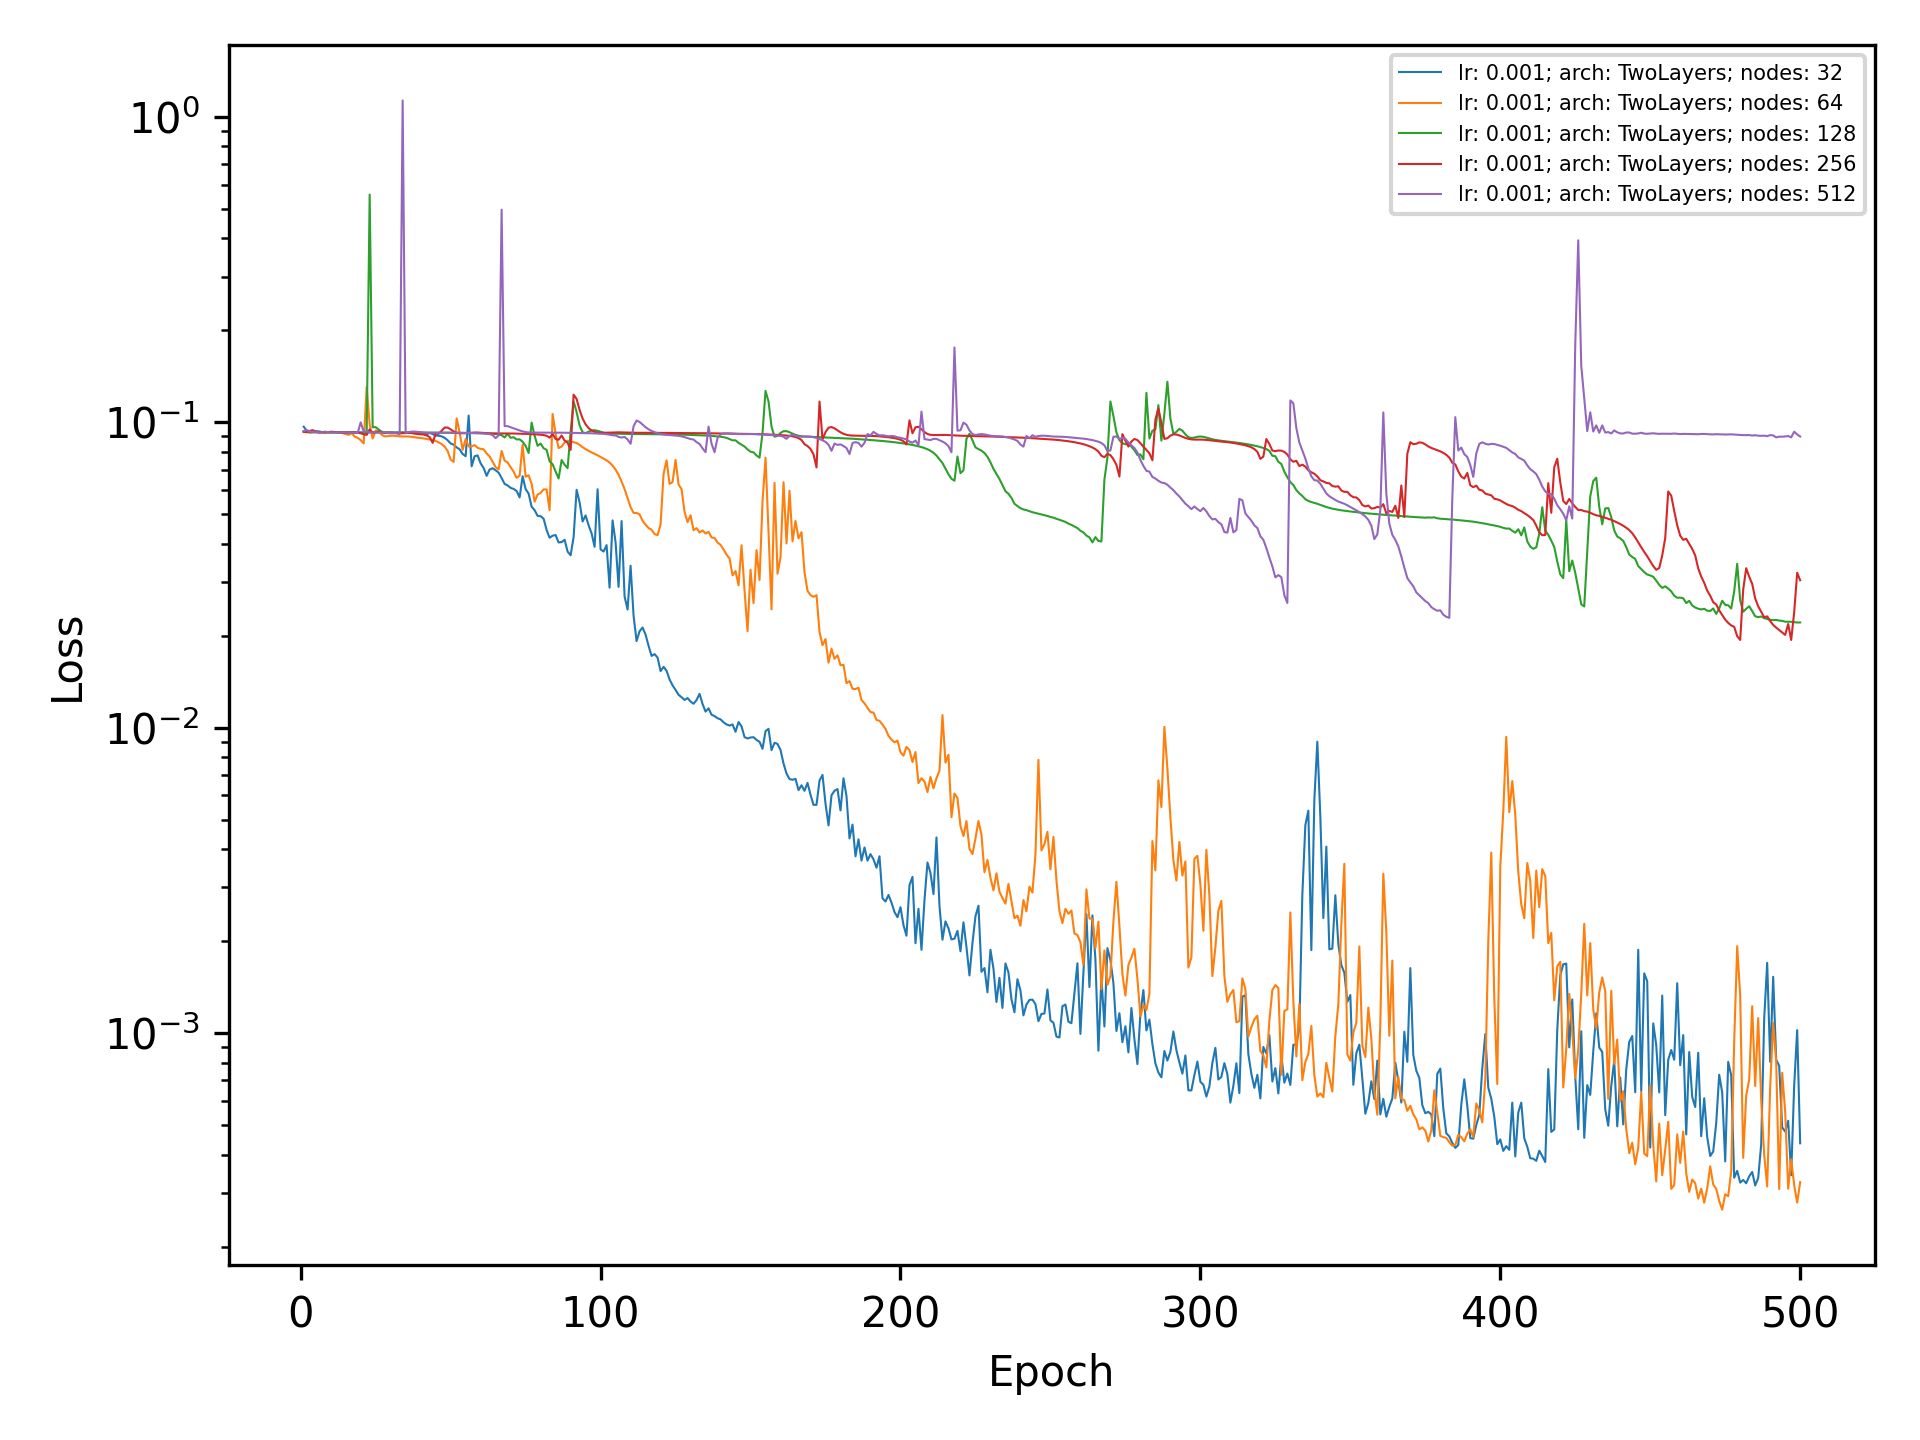 lr: 0.001; arch: TwoLayers; nodes: 32
lr: 0.001; arch: TwoLayers; nodes: 64
lr: 0.001; arch: TwoLayers; nodes: 128
lr: 0.001; arch: TwoLayers; nodes: 256
lr: 0.001; arch: TwoLayers; nodes: 512
10⁰
10⁻¹
10⁻²
10⁻³
Loss
0 100 200 300 400 500
Epoch